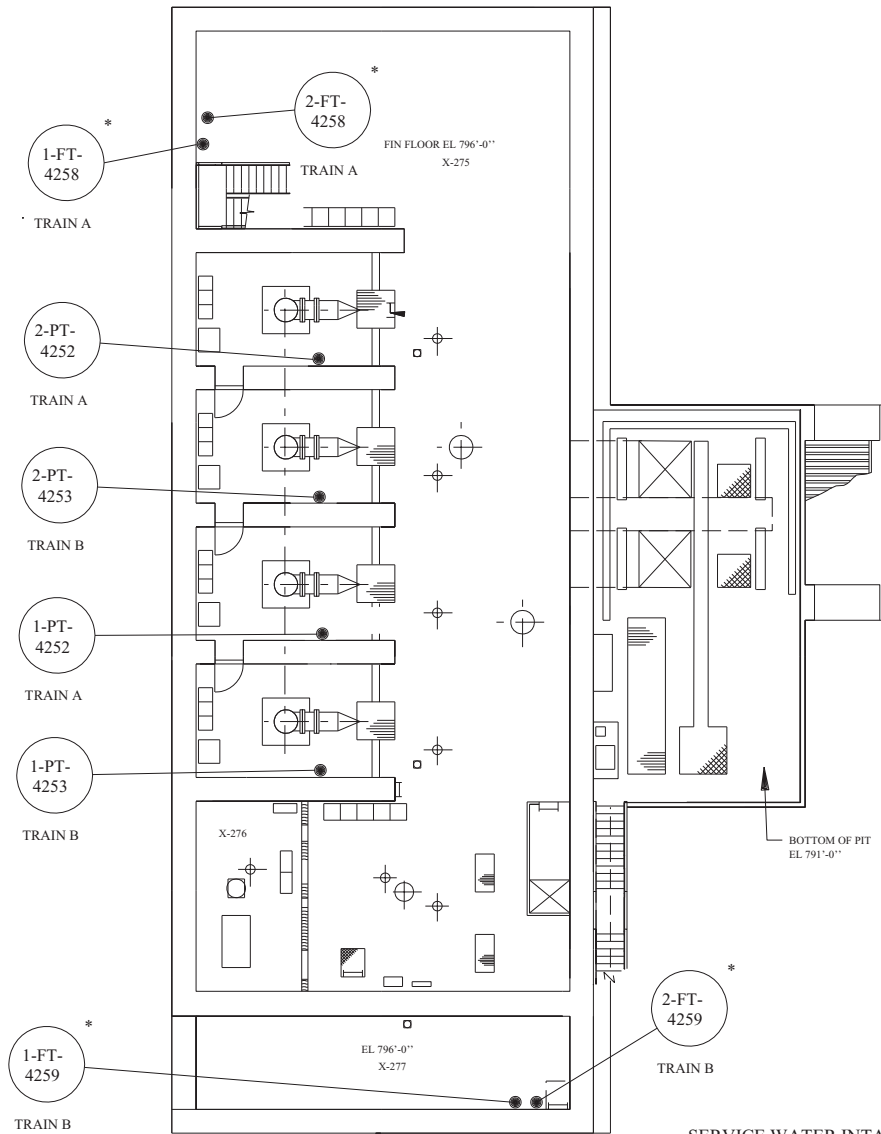 *
2-FT-
4258
TRAIN A
*
1-FT-
4258
TRAIN A
FIN FLOOR EL 796'-0''
X-275
2-PT-
4252
TRAIN A
2-PT-
4253
TRAIN B
1-PT-
4252
TRAIN A
1-PT-
4253
TRAIN B
X-276
BOTTOM OF PIT
EL 791'-0''
*
2-FT-
4259
TRAIN B
*
1-FT-
4259
TRAIN B
EL 796'-0''
X-277